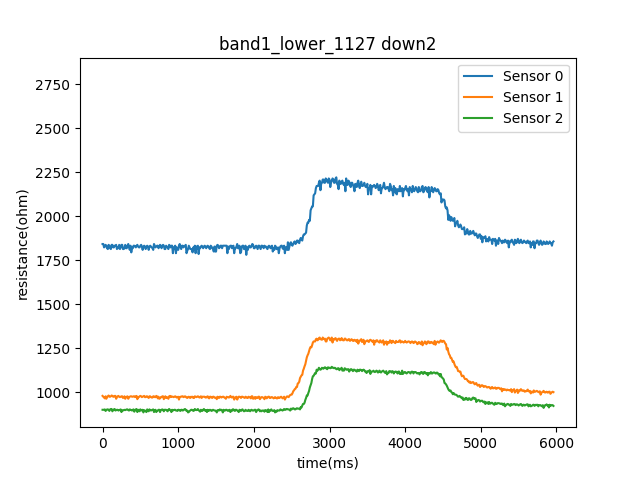 band1_lower_1127 down2
Sensor 0
Sensor 1
Sensor 2
2750
2500
2250
2000
1750
1500
1250
1000
resistance(ohm)
0
1000
2000
3000
4000
5000
6000
time(ms)